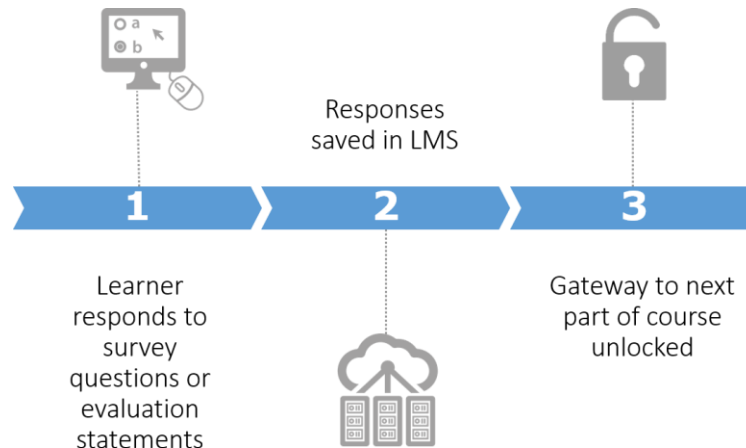 a
b
Responses
saved in LMS
1
2
3
Learner
responds to
survey
questions or
evaluation
statements
Gateway to next
part of course
unlocked